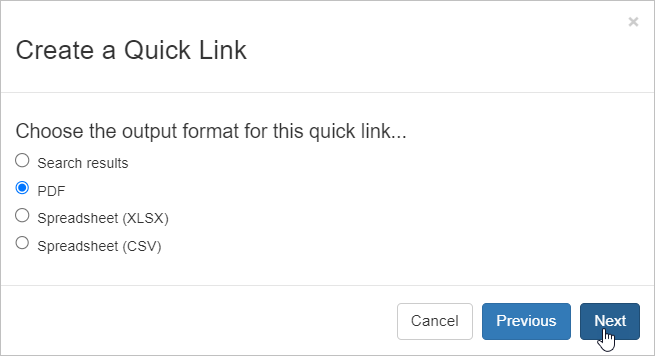 ×
Create a Quick Link
Choose the output format for this quick link...
Search results
PDF
Spreadsheet (XLSX)
Spreadsheet (CSV)
Cancel Previous Next